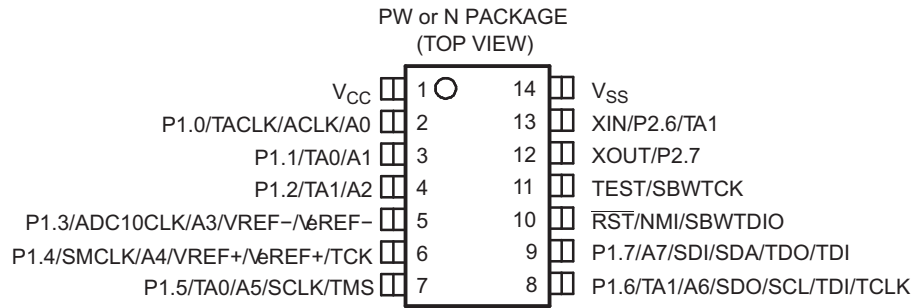 PW or N PACKAGE
(TOP VIEW)
VCC 1 14 VSS
P1.0/TACLK/ACLK/A0 2 13 XIN/P2.6/TA1
P1.1/TA0/A1 3 12 XOUT/P2.7
P1.2/TA1/A2 4 11 TEST/SBWTCK
P1.3/ADC10CLK/A3/VREF−/VeREF− 5 10 RST/NMI/SBWTDIO
P1.4/SMCLK/A4/VREF+/VeREF+/TCK 6 9 P1.7/A7/SDI/SDA/TDO/TDI
P1.5/TA0/A5/SCLK/TMS 7 8 P1.6/TA1/A6/SDO/SCL/TDI/TCLK